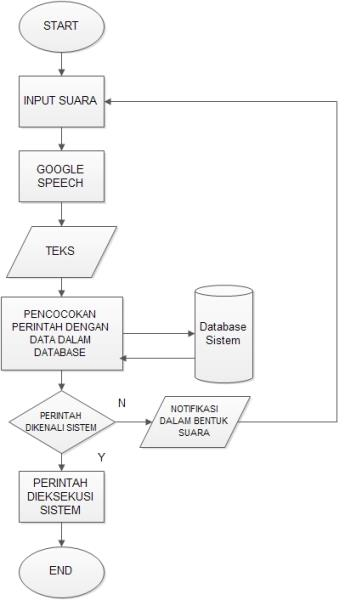 START
INPUT SUARA
GOOGLE
SPEECH
TEKS
PENCOCOKAN
PERINTAH DENGAN
DATA DALAM
DATABASE
Database
Sistem
PERINTAH
DIKENALI SISTEM
N
NOTIFIKASI
DALAM BENTUK
SUARA
Y
PERINTAH
DIEKSEKUSI
SISTEM
END